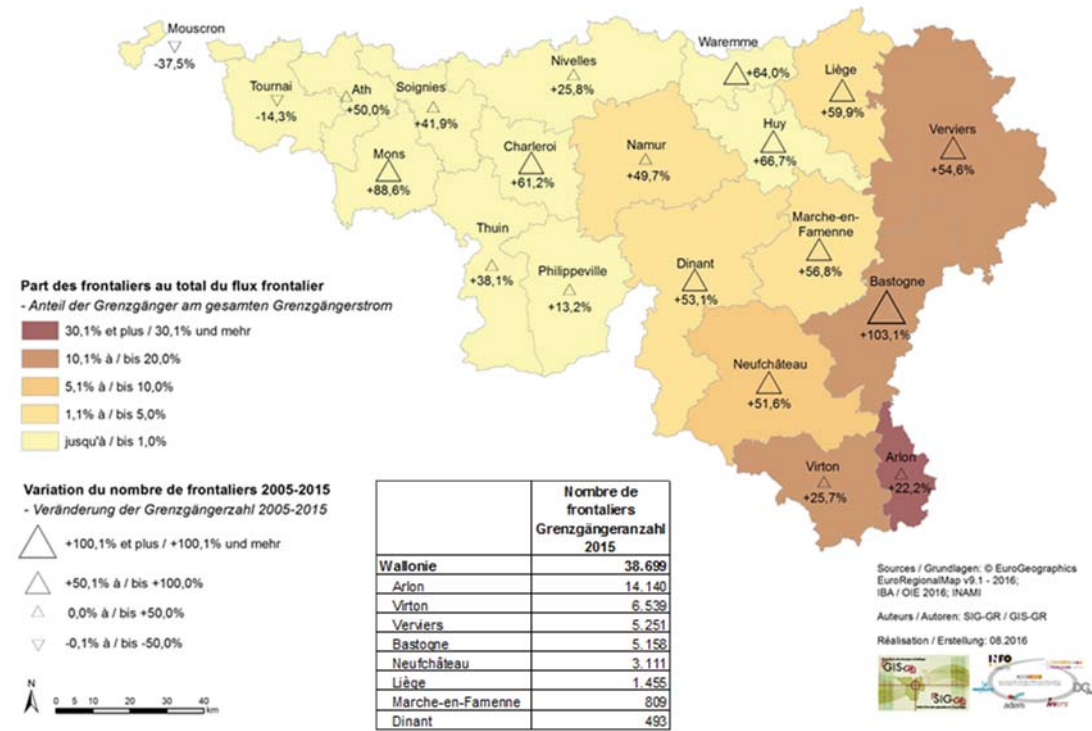 Mouscron
-37,5%
Tournai
-14,3%
Ath
+50,0%
Soignies
+41,9%
Mons
+88,6%
Nivelles
+25,8%
Charleroi
+61,2%
Thuin
+38,1%
Philippeville
+13,2%
Namur
+49,7%
Waremme
+64,0%
Huy
+66,7%
Liège
+59,9%
Verviers
+54,6%
Marche-en-
Famenne
+56,8%
Dinant
+53,1%
Bastogne
+103,1%
Neufchâteau
+51,6%
Virton
+25,7%
Arlon
+22,2%
Part des frontaliers au total du flux frontalier
- Anteil der Grenzgänger am gesamten Grenzgängerstrom
30,1% et plus / 30,1% und mehr
10,1% à / bis 20,0%
5,1% à / bis 10,0%
1,1% à / bis 5,0%
jusqu'à / bis 1,0%
Variation du nombre de frontaliers 2005-2015
- Veränderung der Grenzgängerzahl 2005-2015
+100,1% et plus / +100,1% und mehr
+50,1% à / bis +100,0%
0,0% à / bis +50,0%
-0,1% à / bis -50,0%
N
0 5 10 20 30 40
km
Nombre de
frontaliers
Grenzgängeranzahl
2015
Wallonie 38.699
Arlon 14.140
Virton 6.539
Verviers 5.251
Bastogne 5.158
Neufchâteau 3.111
Liège 1.455
Marche-en-Famenne 809
Dinant 493
Sources / Grundlagen: © EuroGeographics
EuroRegionalMap v9.1 - 2016;
IBA / OIE 2016; INAMI
Auteurs / Autoren: SIG-GR / GIS-GR
Réalisation / Erstellung: 08.2016
GIS-GR
SIG-GR
INFO